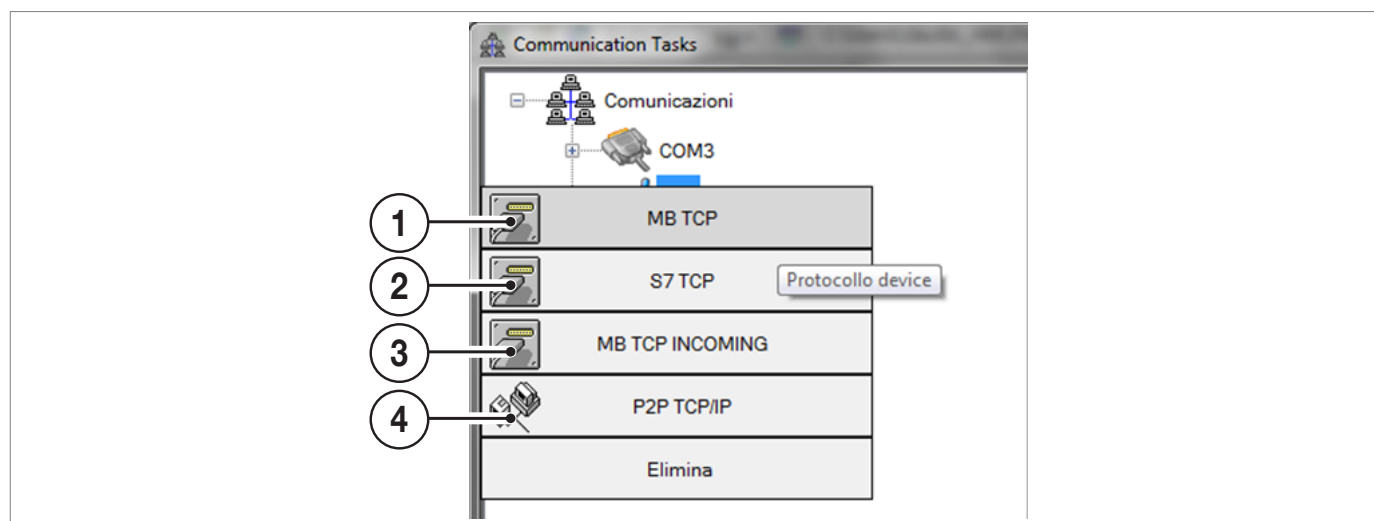 Communication Tasks
Comunicazioni
COM3
1 MB TCP
2 S7 TCP
Protocollo device
3 MB TCP INCOMING
4 P2P TCP/IP
Elimina